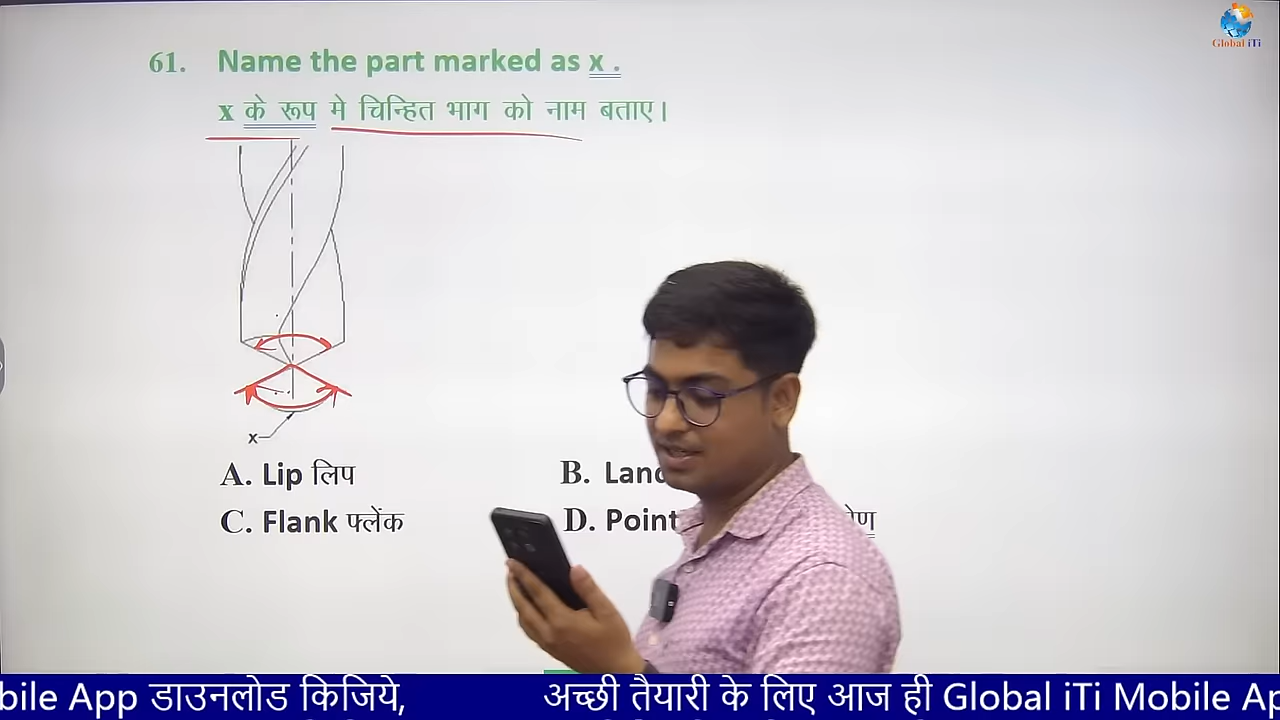 Global iTi
61. Name the part marked as x .
x के रूप मे चिन्हित भाग को नाम बताए।
x
A. Lip लिप
B. Land
C. Flank फ्लेंक
D. Point
bile App डाउनलोड किजिये, अच्छी तैयारी के लिए आज ही Global iTi Mobile Ap